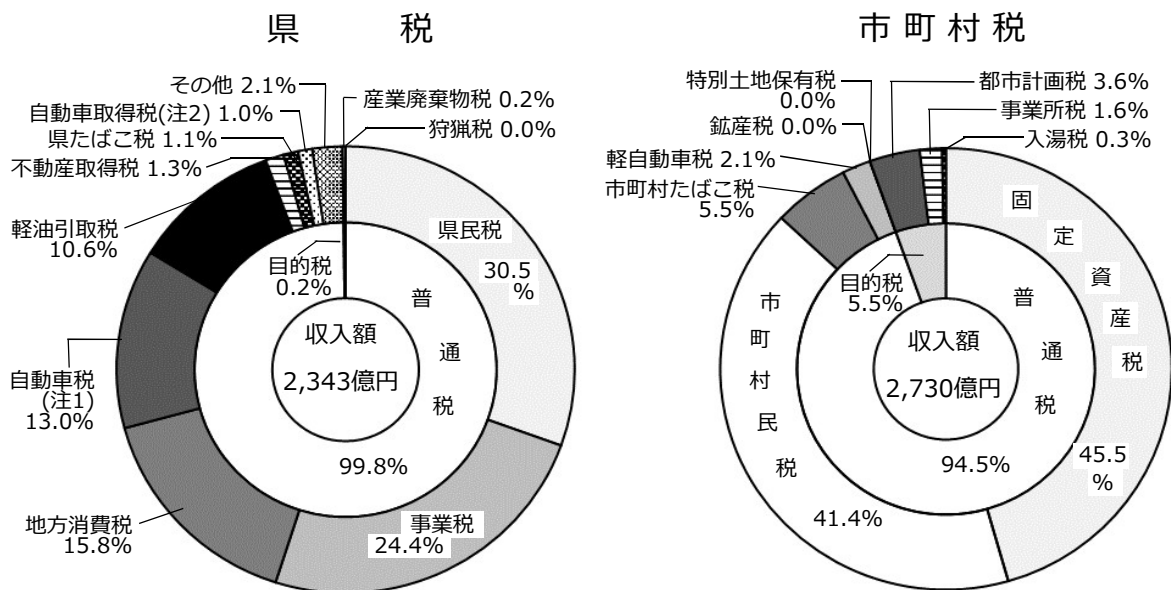 県 税
その他 2.1%
自動車取得税(注2) 1.0%
県たばこ税 1.1%
不動産取得税 1.3%
軽油引取税
10.6%
自動車税
(注1)
13.0%
地方消費税
15.8%
産業廃棄物税 0.2%
狩猟税 0.0%
県民税
30.5
%
事業税
24.4%
目的税
0.2%
普通税
99.8%
収入額
2,343億円
市町村税
特別土地保有税
0.0%
鉱産税 0.0%
軽自動車税 2.1%
市町村たばこ税
5.5%
都市計画税 3.6%
事業所税 1.6%
入湯税 0.3%
固定資産税
45.5
%
市町村民税
41.4%
目的税
5.5%
普通税
94.5%
収入額
2,730億円